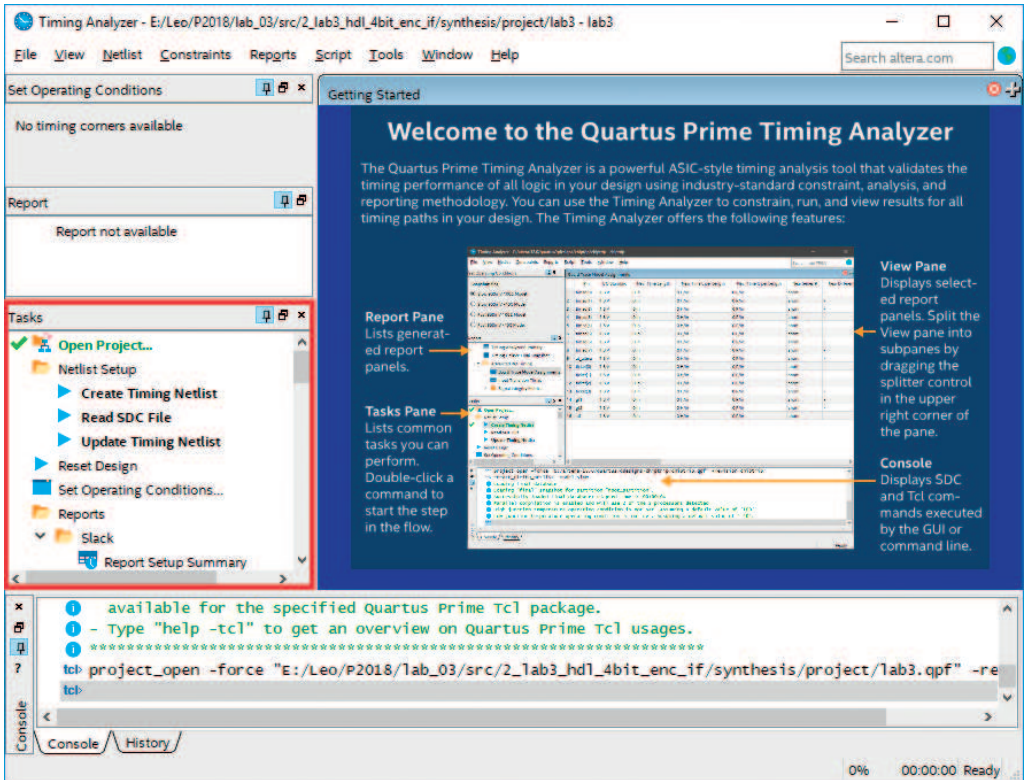 Timing Analyzer - E:/Leo/P2018/lab_03/src/2_lab3_hdl_4bit_enc_if/synthesis/project/lab3 - lab3
File View Netlist Constraints Reports Script Tools Window Help
Search altera.com
Set Operating Conditions
No timing corners available
Report
Report not available
Tasks
Open Project...
Netlist Setup
Create Timing Netlist
Read SDC File
Update Timing Netlist
Reset Design
Set Operating Conditions...
Reports
Slack
Report Setup Summary
Getting Started
Welcome to the Quartus Prime Timing Analyzer
The Quartus Prime Timing Analyzer is a powerful ASIC-style timing analysis tool that validates the
timing performance of all logic in your design using industry-standard constraint, analysis, and
reporting methodology. You can use the Timing Analyzer to constrain, run, and view results for all
timing paths in your design. The Timing Analyzer offers the following features:
Report Pane
Lists generat-
ed report
panels.
Tasks Pane
Lists common
tasks you can
perform.
Double-click a
command to
start the step
in the flow.
View Pane
Displays select-
ed report
panels. Split the
View pane into
subpanes by
dragging the
splitter control
in the upper
right corner of
the pane.
Console
Displays SDC
and Tcl com-
mands executed
by the GUI or
command line.
available for the specified Quartus Prime Tcl package.
- Type "help -tcl" to get an overview on Quartus Prime Tcl usages.
*******************************************************************
tcl> project_open -force "E:/Leo/P2018/lab_03/src/2_lab3_hdl_4bit_enc_if/synthesis/project/lab3.qpf" -re
tcl>
Console
Console History
0% 00:00:00 Ready